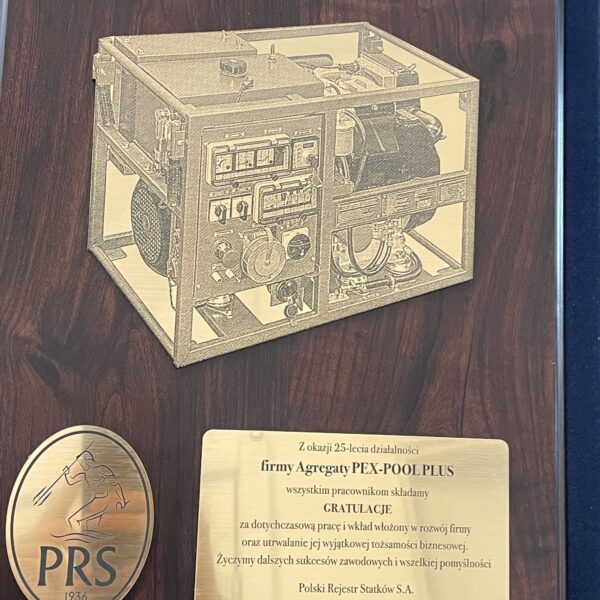 PRS
1936
Z okazji 25-lecia działalności
firmy Agregaty PEX-POOL PLUS
wszystkim pracownikom składamy
GRATULACJE
za dotychczasową pracę i wkład włożony w rozwój firmy
oraz utrwalanie jej wyjątkowej tożsamości biznesowej.
Życzymy dalszych sukcesów zawodowych i wszelkiej pomyślności
Polski Rejestr Statków S.A.